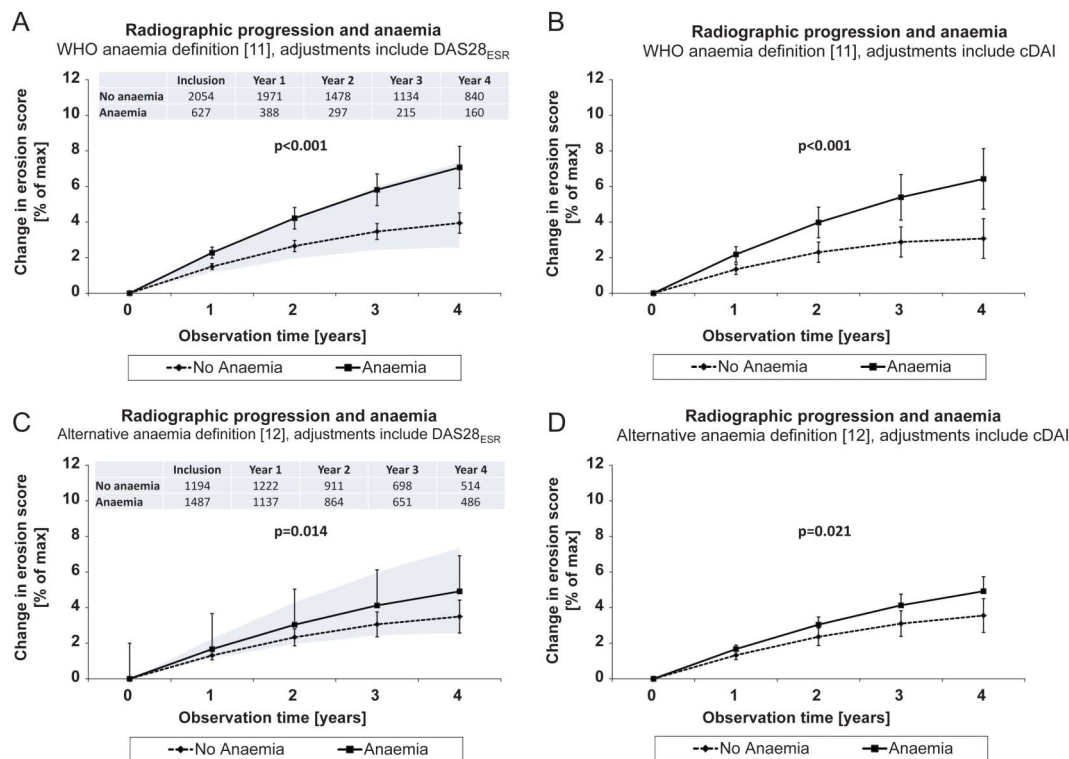 A
Radiographic progression and anaemia
WHO anaemia definition [11], adjustments include DAS28ESR
Inclusion Year 1 Year 2 Year 3 Year 4
No anaemia 2054 1971 1478 1134 840
Anaemia 627 388 297 215 160
p<0.001
Change in erosion score
[% of max]
12
10
8
6
4
2
0
0 1 2 3 4
Observation time [years]
No Anaemia Anaemia
B
Radiographic progression and anaemia
WHO anaemia definition [11], adjustments include cDAI
p<0.001
Change in erosion score
[% of max]
12
10
8
6
4
2
0
0 1 2 3 4
Observation time [years]
No Anaemia Anaemia
C
Radiographic progression and anaemia
Alternative anaemia definition [12], adjustments include DAS28ESR
Inclusion Year 1 Year 2 Year 3 Year 4
No anaemia 1194 1222 911 698 514
Anaemia 1487 1137 864 651 486
p=0.014
Change in erosion score
[% of max]
12
10
8
6
4
2
0
0 1 2 3 4
Observation time [years]
No Anaemia Anaemia
D
Radiographic progression and anaemia
Alternative anaemia definition [12], adjustments include cDAI
p=0.021
Change in erosion score
[% of max]
12
10
8
6
4
2
0
0 1 2 3 4
Observation time [years]
No Anaemia Anaemia